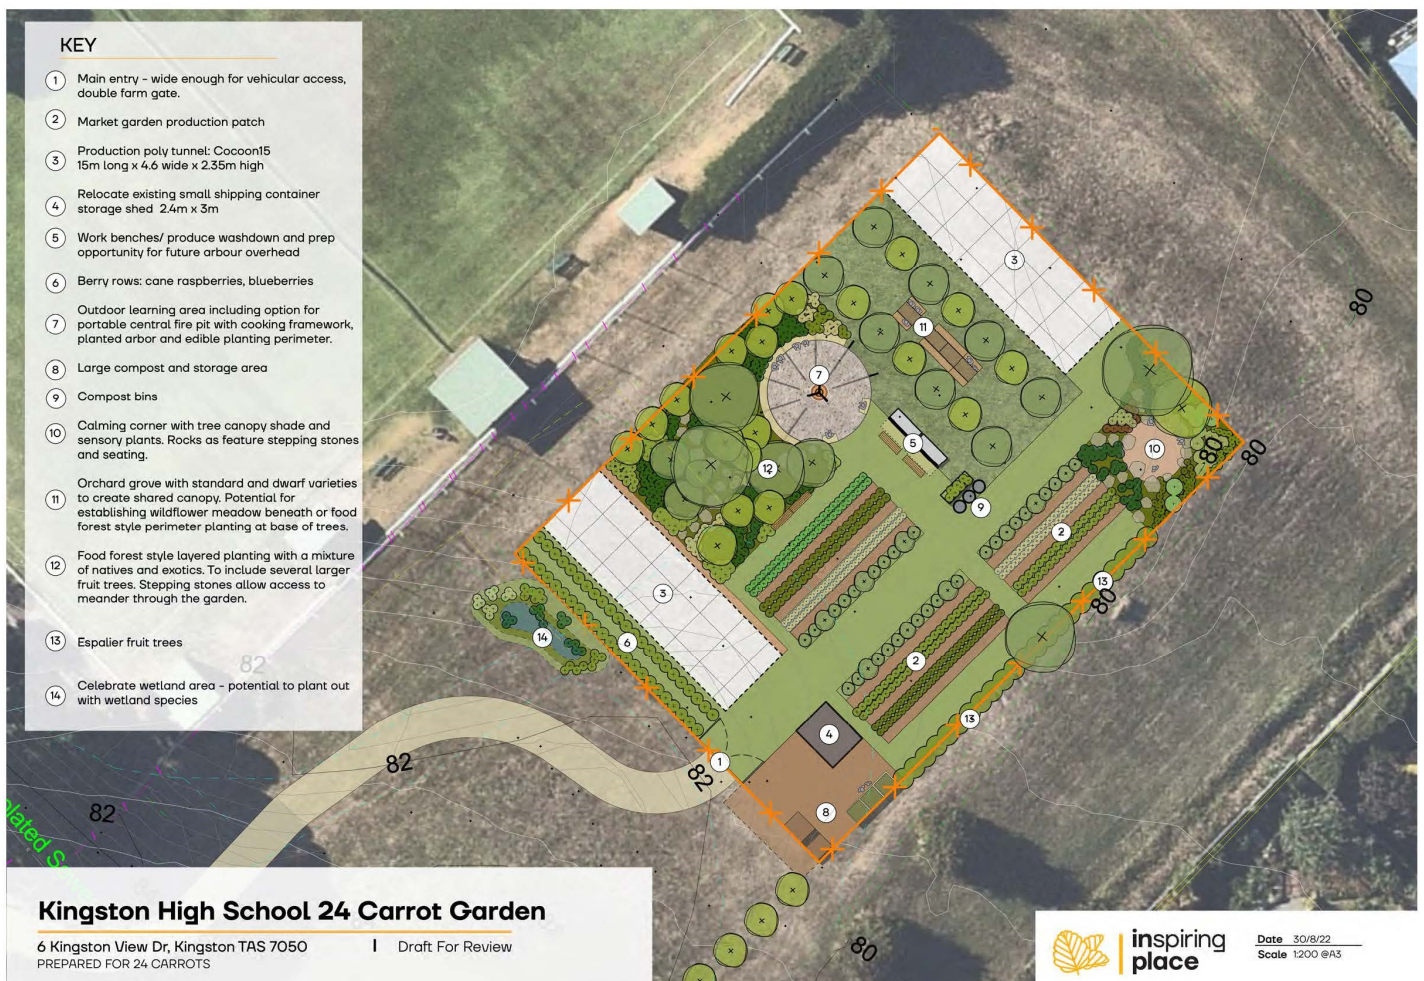 KEY
1 Main entry - wide enough for vehicular access,
double farm gate.
2 Market garden production patch
3 Production poly tunnel: Cocoon15
15m long x 4.6 wide x 2.35m high
4 Relocate existing small shipping container
storage shed 2.4m x 3m
5 Work benches/ produce washdown and prep
opportunity for future arbour overhead
6 Berry rows: cane raspberries, blueberries
7 Outdoor learning area including option for
portable central fire pit with cooking framework,
planted arbor and edible planting perimeter.
8 Large compost and storage area
9 Compost bins
10 Calming corner with tree canopy shade and
sensory plants. Rocks as feature stepping stones
and seating.
11 Orchard grove with standard and dwarf varieties
to create shared canopy. Potential for
establishing wildflower meadow beneath or food
forest style perimeter planting at base of trees.
12 Food forest style layered planting with a mixture
of natives and exotics. To include several larger
fruit trees. Stepping stones allow access to
meander through the garden.
13 Espalier fruit trees
14 Celebrate wetland area - potential to plant out
with wetland species
82
82
82
82
80
80
80
80
80
3
11
7
5
10
12
9
2
13
3
14
6
2
13
4
1
8
Kingston High School 24 Carrot Garden
6 Kingston View Dr, Kingston TAS 7050 | Draft For Review
PREPARED FOR 24 CARROTS
inspiring
place
Date 30/8/22
Scale 1:200 @A3